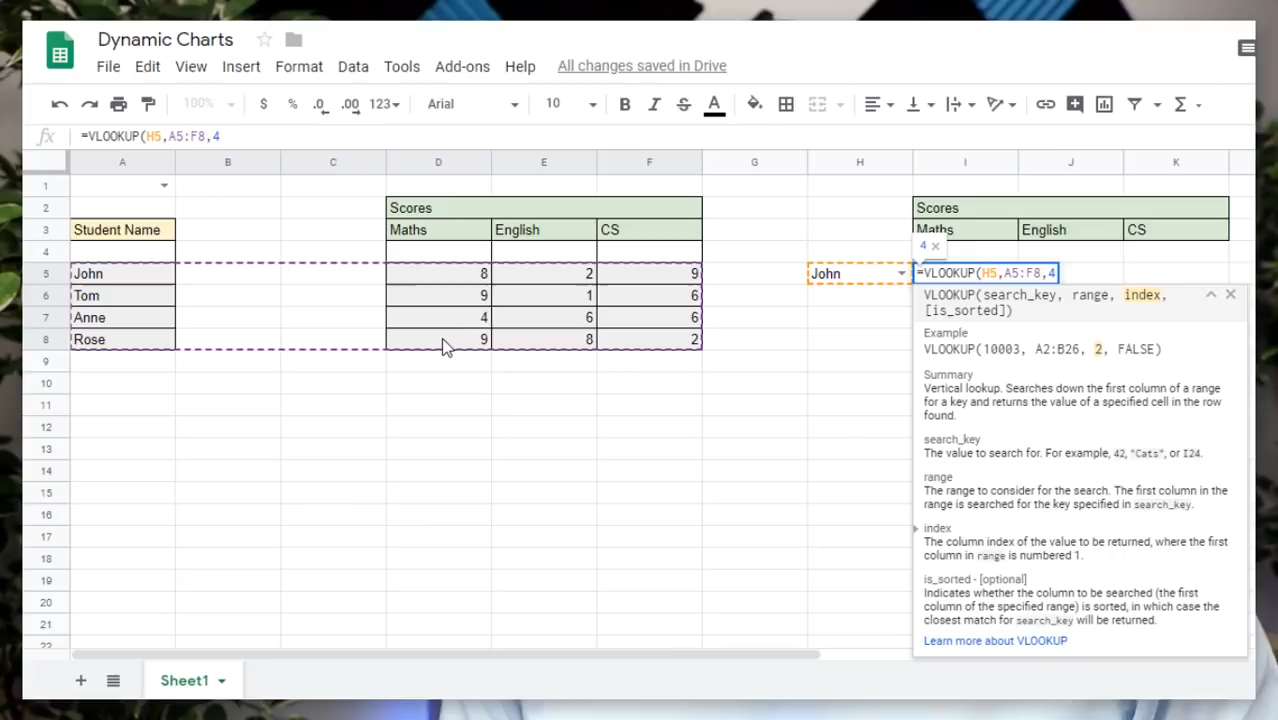 Dynamic Charts
File Edit View Insert Format Data Tools Add-ons Help All changes saved in Drive
100% $ % .0 .00 123 Arial 10 B I S A Σ
fx =VLOOKUP(H5,A5:F8,4
A B C D E F G H I J K
1
2 Scores Scores
3 Student Name Maths English CS Maths English CS
4 4 ×
5 John 8 2 9 John =VLOOKUP(H5,A5:F8,4
6 Tom 9 1 6
7 Anne 4 6 6
8 Rose 9 8 2
9
10
11
12
13
14
15
16
17
18
19
20
21
22
VLOOKUP(search_key, range, index,
[is_sorted])
Example
VLOOKUP(10003, A2:B26, 2, FALSE)
Summary
Vertical lookup. Searches down the first column of a range
for a key and returns the value of a specified cell in the row
found.
search_key
The value to search for. For example, 42, "Cats", or I24.
range
The range to consider for the search. The first column in the
range is searched for the key specified in search_key.
index
The column index of the value to be returned, where the first
column in range is numbered 1.
is_sorted - [optional]
Indicates whether the column to be searched (the first
column of the specified range) is sorted, in which case the
closest match for search_key will be returned.
Learn more about VLOOKUP
Sheet1